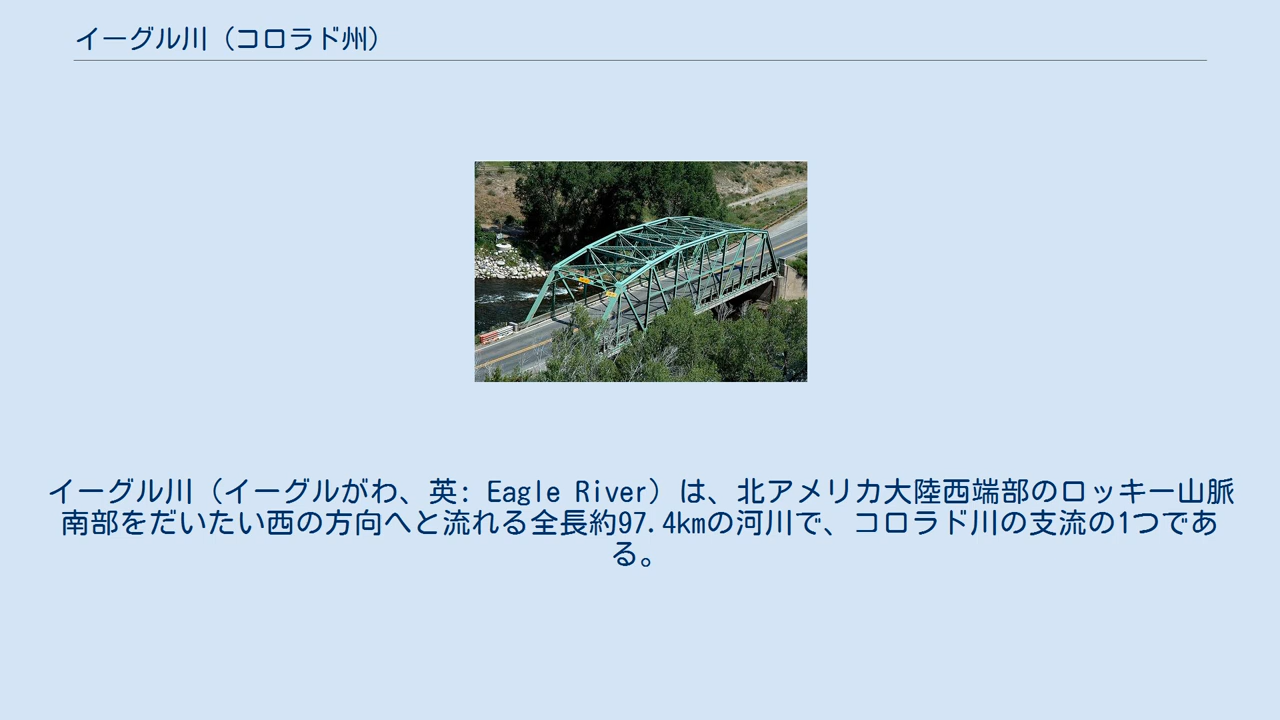 イーグル川（コロラド州）
イーグル川（イーグルがわ、英: Eagle River）は、北アメリカ大陸西端部のロッキー山脈
南部をだいたい西の方向へと流れる全長約97.4kmの河川で、コロラド川の支流の1つであ
る。